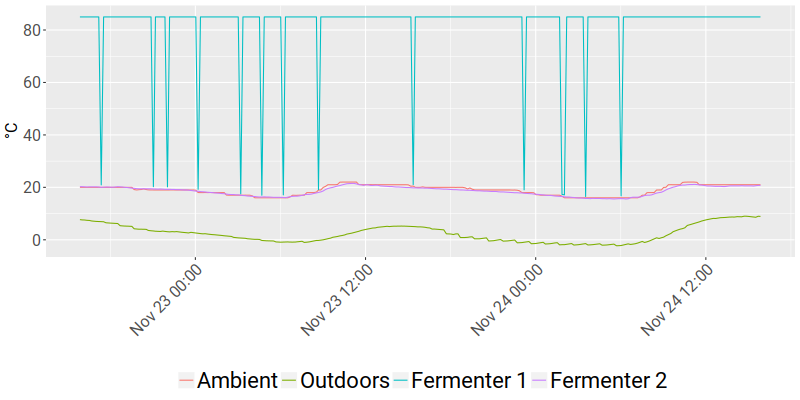 80
60
40
20
0
°C
Nov 23 00:00
Nov 23 12:00
Nov 24 00:00
Nov 24 12:00
Ambient Outdoors Fermenter 1 Fermenter 2